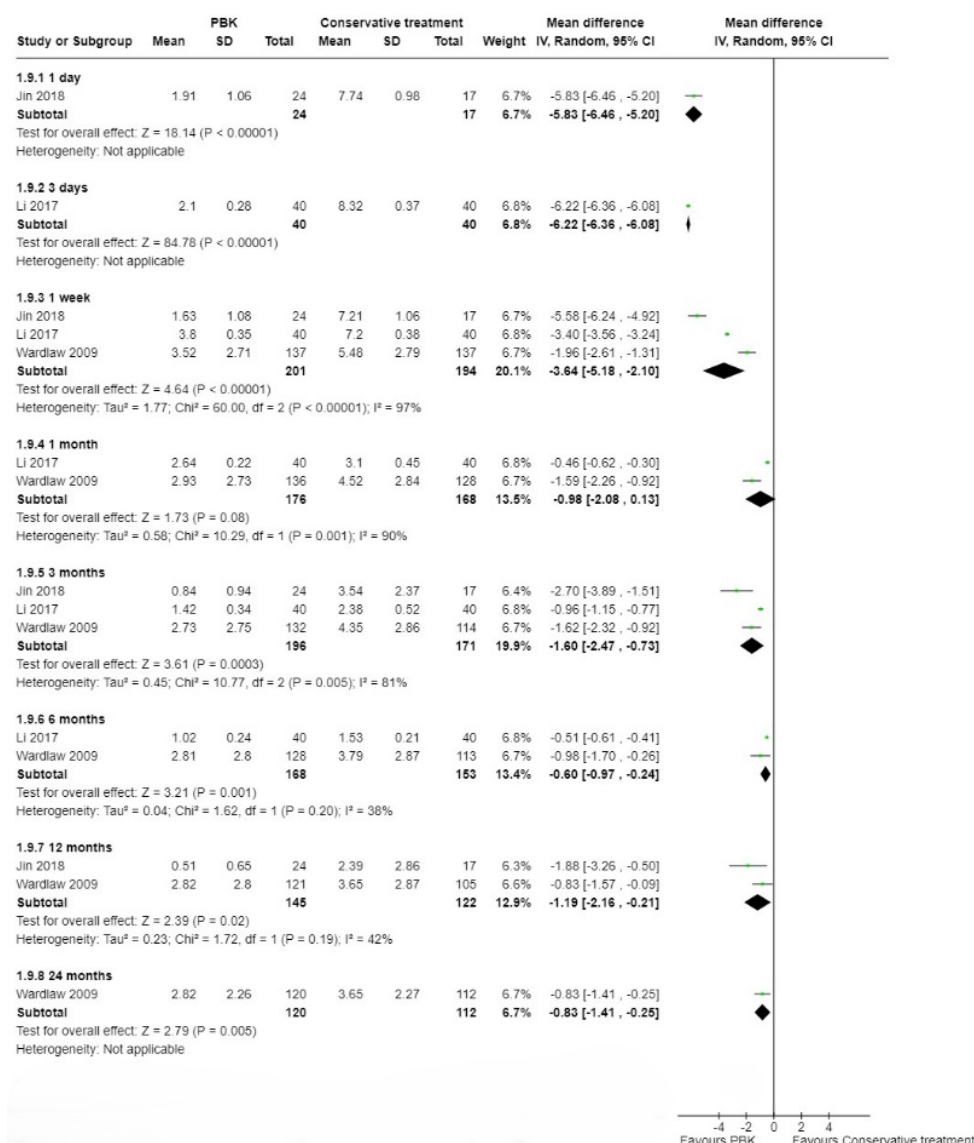 PBK Conservative treatment Mean difference Mean difference
Study or Subgroup Mean SD Total Mean SD Total Weight IV, Random, 95% CI IV, Random, 95% CI
1.9.1 1 day
Jin 2018 1.91 1.06 24 7.74 0.98 17 6.7% -5.83 [-6.46 , -5.20]
Subtotal 24 17 6.7% -5.83 [-6.46 , -5.20]
Test for overall effect: Z = 18.14 (P < 0.00001)
Heterogeneity: Not applicable
1.9.2 3 days
Li 2017 2.1 0.28 40 8.32 0.37 40 6.8% -6.22 [-6.36 , -6.08]
Subtotal 40 40 6.8% -6.22 [-6.36 , -6.08]
Test for overall effect: Z = 84.78 (P < 0.00001)
Heterogeneity: Not applicable
1.9.3 1 week
Jin 2018 1.63 1.08 24 7.21 1.06 17 6.7% -5.58 [-6.24 , -4.92]
Li 2017 3.8 0.35 40 7.2 0.38 40 6.8% -3.40 [-3.56 , -3.24]
Wardlaw 2009 3.52 2.71 137 5.48 2.79 137 6.7% -1.96 [-2.61 , -1.31]
Subtotal 201 194 20.1% -3.64 [-5.18 , -2.10]
Test for overall effect: Z = 4.64 (P < 0.00001)
Heterogeneity: Tau² = 1.77; Chi² = 60.00, df = 2 (P < 0.00001); I² = 97%
1.9.4 1 month
Li 2017 2.64 0.22 40 3.1 0.45 40 6.8% -0.46 [-0.62 , -0.30]
Wardlaw 2009 2.93 2.73 136 4.52 2.84 128 6.7% -1.59 [-2.26 , -0.92]
Subtotal 176 168 13.5% -0.98 [-2.08 , 0.13]
Test for overall effect: Z = 1.73 (P = 0.08)
Heterogeneity: Tau² = 0.58; Chi² = 10.29, df = 1 (P = 0.001); I² = 90%
1.9.5 3 months
Jin 2018 0.84 0.94 24 3.54 2.37 17 6.4% -2.70 [-3.89 , -1.51]
Li 2017 1.42 0.34 40 2.38 0.52 40 6.8% -0.96 [-1.15 , -0.77]
Wardlaw 2009 2.73 2.75 132 4.35 2.86 114 6.7% -1.62 [-2.32 , -0.92]
Subtotal 196 171 19.9% -1.60 [-2.47 , -0.73]
Test for overall effect: Z = 3.61 (P = 0.0003)
Heterogeneity: Tau² = 0.45; Chi² = 10.77, df = 2 (P = 0.005); I² = 81%
1.9.6 6 months
Li 2017 1.02 0.24 40 1.53 0.21 40 6.8% -0.51 [-0.61 , -0.41]
Wardlaw 2009 2.81 2.8 128 3.79 2.87 113 6.7% -0.98 [-1.70 , -0.26]
Subtotal 168 153 13.4% -0.60 [-0.97 , -0.24]
Test for overall effect: Z = 3.21 (P = 0.001)
Heterogeneity: Tau² = 0.04; Chi² = 1.62, df = 1 (P = 0.20); I² = 38%
1.9.7 12 months
Jin 2018 0.51 0.65 24 2.39 2.86 17 6.3% -1.88 [-3.26 , -0.50]
Wardlaw 2009 2.82 2.8 121 3.65 2.87 105 6.6% -0.83 [-1.57 , -0.09]
Subtotal 145 122 12.9% -1.19 [-2.16 , -0.21]
Test for overall effect: Z = 2.39 (P = 0.02)
Heterogeneity: Tau² = 0.23; Chi² = 1.72, df = 1 (P = 0.19); I² = 42%
1.9.8 24 months
Wardlaw 2009 2.82 2.26 120 3.65 2.27 112 6.7% -0.83 [-1.41 , -0.25]
Subtotal 120 112 6.7% -0.83 [-1.41 , -0.25]
Test for overall effect: Z = 2.79 (P = 0.005)
Heterogeneity: Not applicable
-4 -2 0 2 4
Favours PBK Favours Conservative treatment